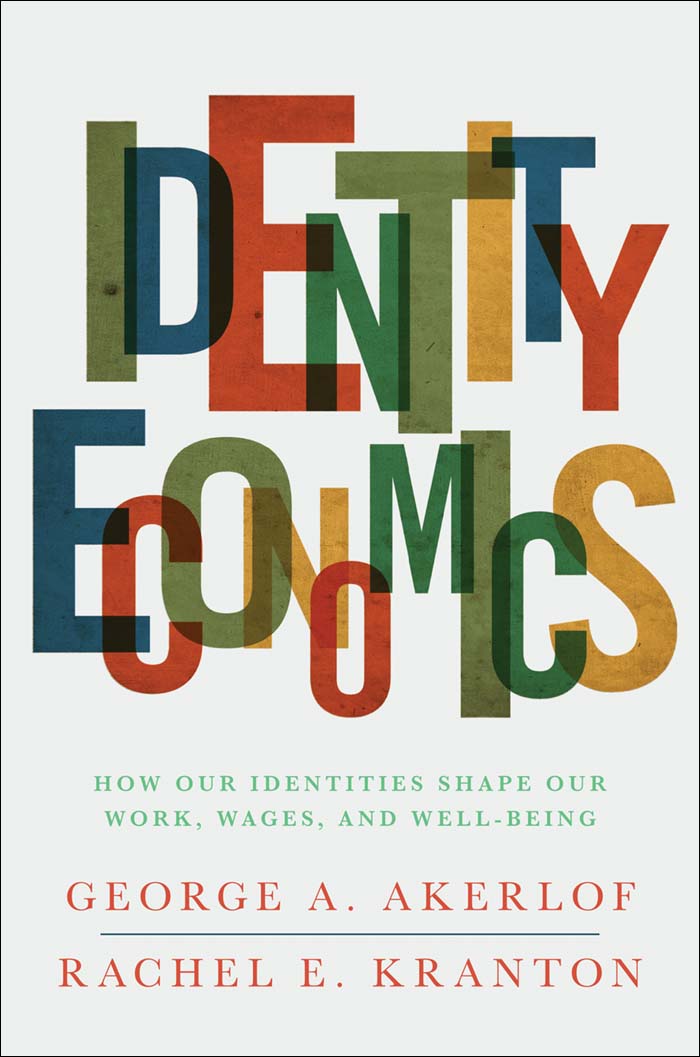 IDENTITY
ECONOMICS
HOW OUR IDENTITIES SHAPE OUR
WORK, WAGES, AND WELL-BEING
GEORGE A. AKERLOF
RACHEL E. KRANTON